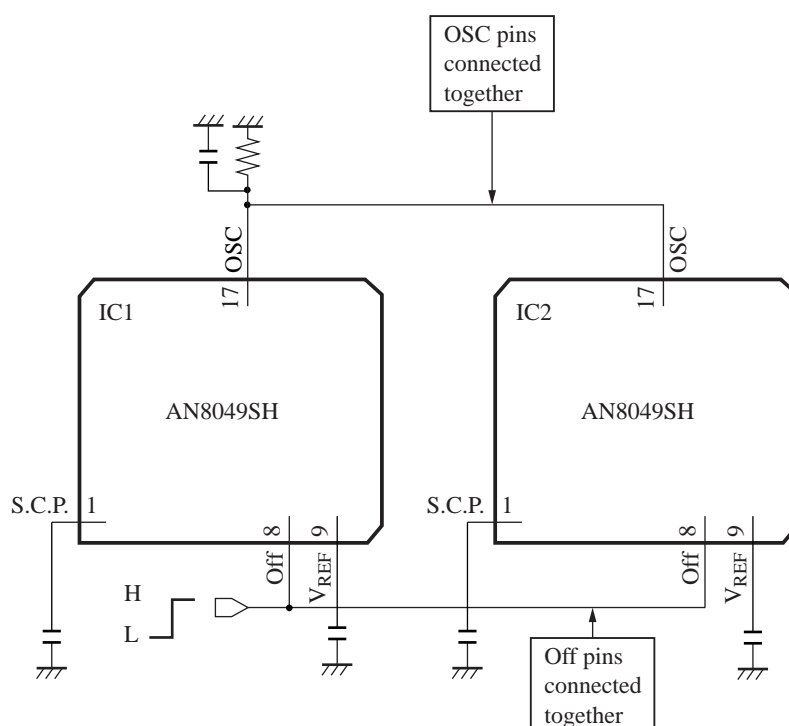 OSC pins
connected
together
OSC
OSC
17
17
IC1
IC2
AN8049SH
AN8049SH
S.C.P. 1
S.C.P. 1
8
9
8
9
Off
VREF
Off
VREF
H
L
Off pins
connected
together